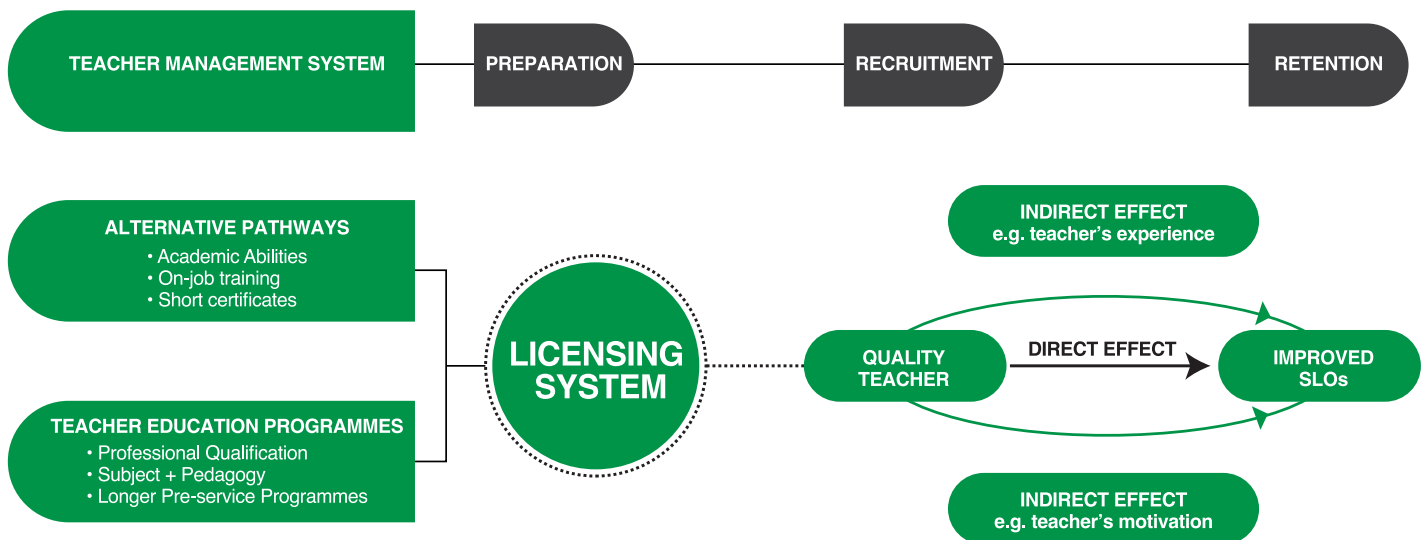 TEACHER MANAGEMENT SYSTEM
PREPARATION
RECRUITMENT
RETENTION
ALTERNATIVE PATHWAYS
• Academic Abilities
• On-job training
• Short certificates
TEACHER EDUCATION PROGRAMMES
• Professional Qualification
• Subject + Pedagogy
• Longer Pre-service Programmes
LICENSING
SYSTEM
INDIRECT EFFECT
e.g. teacher's experience
QUALITY
TEACHER
DIRECT EFFECT
IMPROVED
SLOs
INDIRECT EFFECT
e.g. teacher's motivation